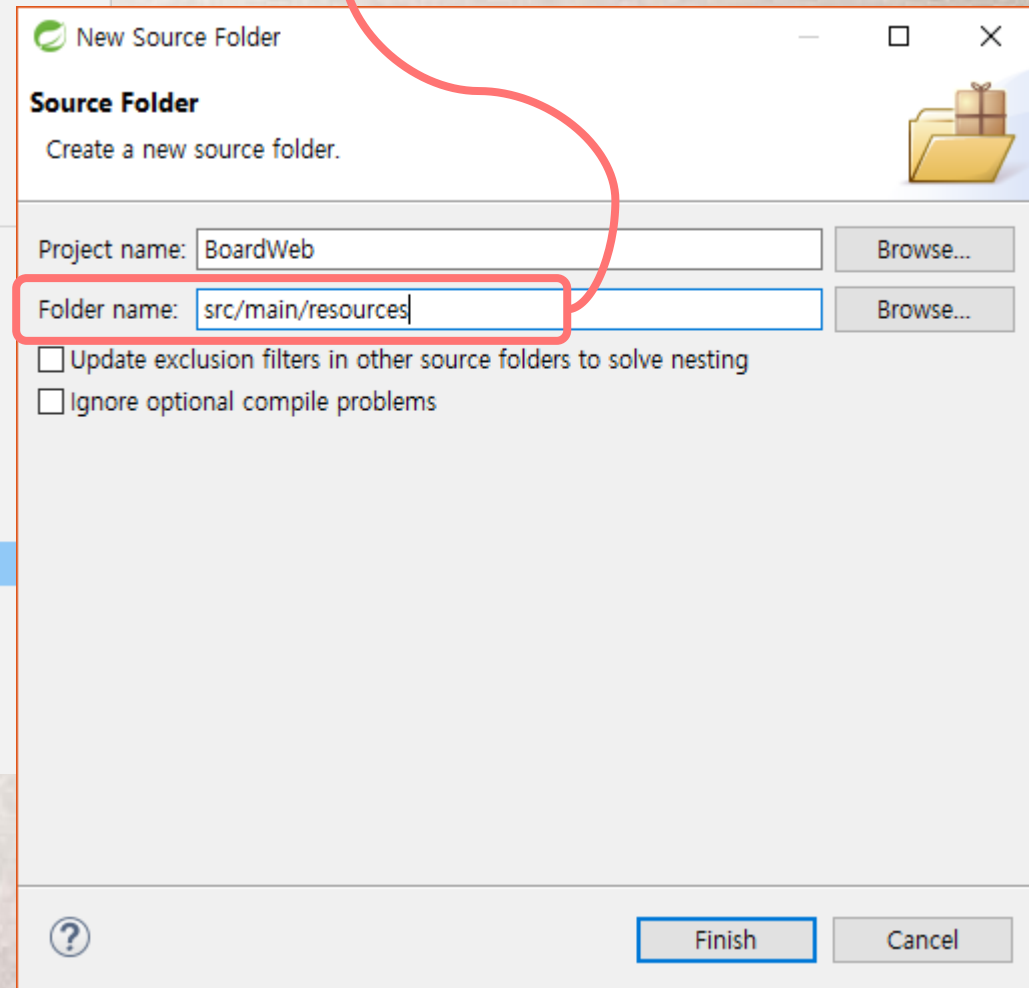 New Source Folder
Source Folder
Create a new source folder.
Project name: BoardWeb Browse...
Folder name: src/main/resources Browse...
Update exclusion filters in other source folders to solve nesting
Ignore optional compile problems
?
Finish Cancel